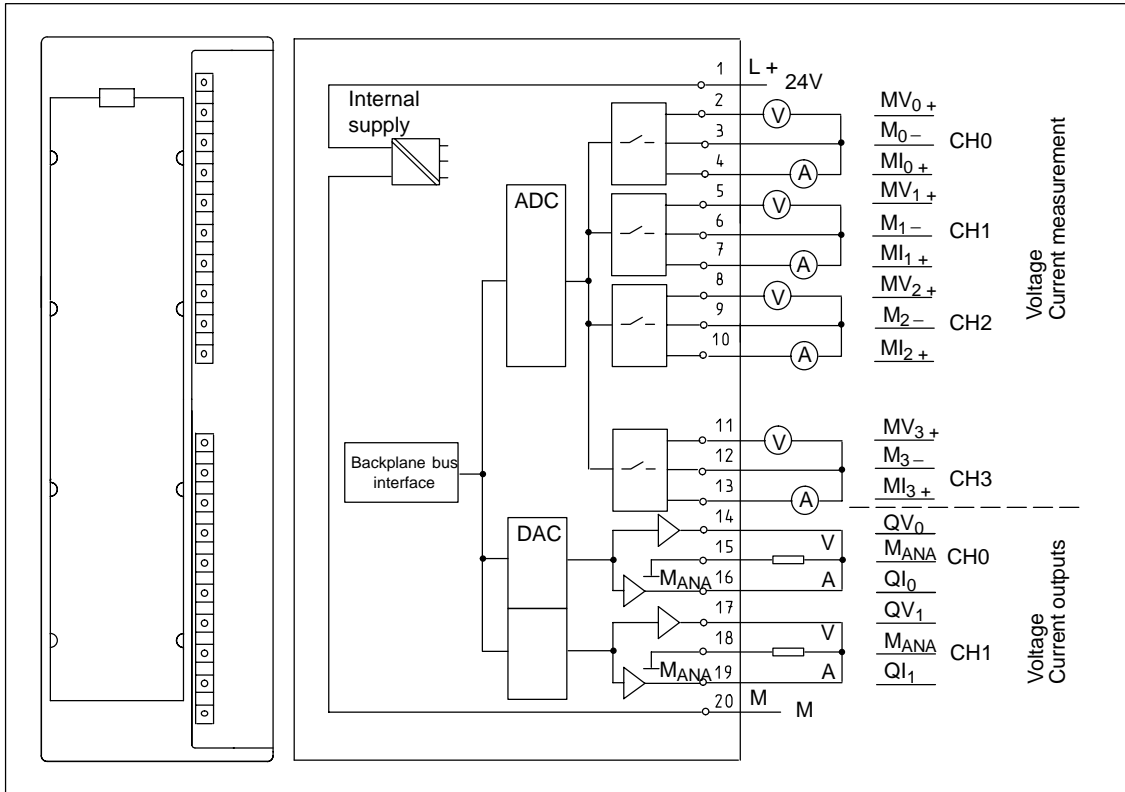 1 L +
24V
Internal
supply
2 V MV0 +
3 M0 – CH0
4 A MI0 +
ADC
5 V MV1 +
6 M1 – CH1
7 A MI1 +
8 V MV2 +
9 M2 – CH2
10 A MI2 +
Voltage
Current measurement
11 V MV3 +
12 M3 – CH3
13 A MI3 +
Backplane bus
interface
DAC
14 V QV0
15 MANA CH0
MANA 16 A QI0
17 V QV1
18 MANA CH1
MANA 19 A QI1
20 M M
Voltage
Current outputs